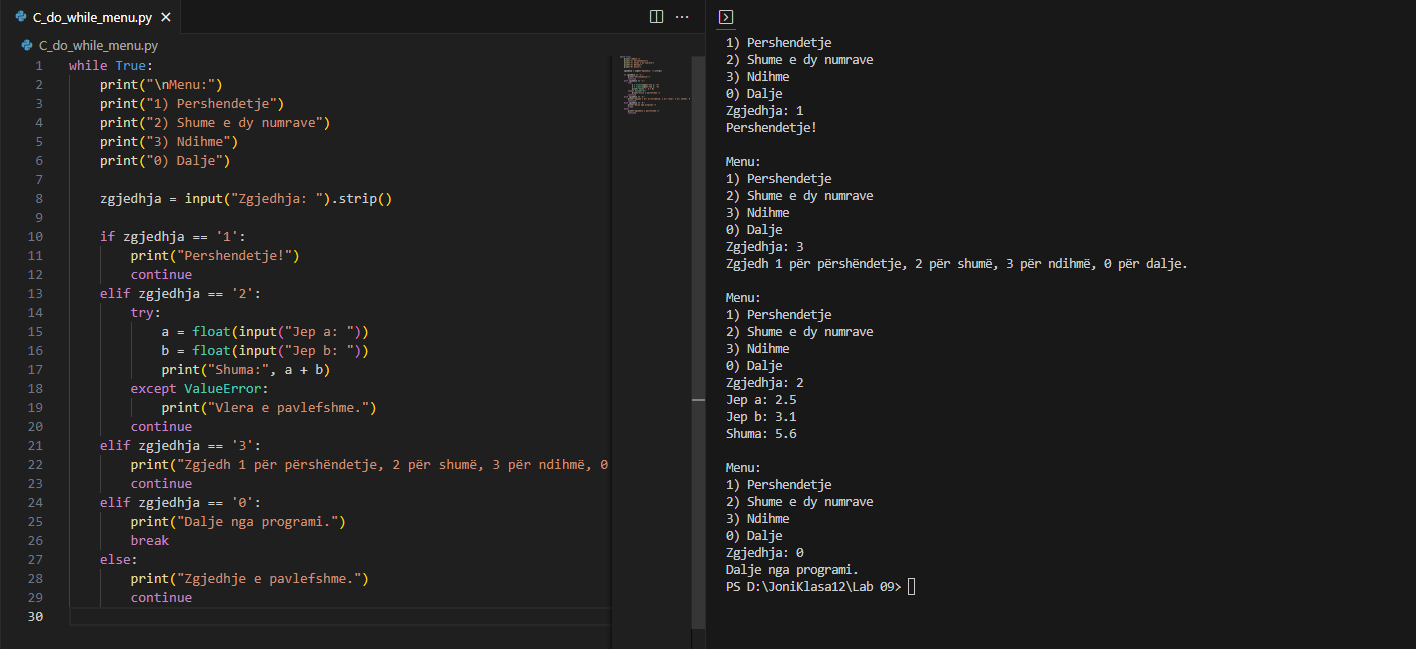 C_do_while_menu.py
C_do_while_menu.py
1 while True:
2 print("\nMenu:")
3 print("1) Pershendetje")
4 print("2) Shume e dy numrave")
5 print("3) Ndihme")
6 print("0) Dalje")
7
8 zgjedhja = input("Zgjedhja: ").strip()
9
10 if zgjedhja == '1':
11 print("Pershendetje!")
12 continue
13 elif zgjedhja == '2':
14 try:
15 a = float(input("Jep a: "))
16 b = float(input("Jep b: "))
17 print("Shuma:", a + b)
18 except ValueError:
19 print("Vlera e pavlefshme.")
20 continue
21 elif zgjedhja == '3':
22 print("Zgjedh 1 për përshëndetje, 2 për shumë, 3 për ndihmë, 0
23 continue
24 elif zgjedhja == '0':
25 print("Dalje nga programi.")
26 break
27 else:
28 print("Zgjedhje e pavlefshme.")
29 continue
30
1) Pershendetje
2) Shume e dy numrave
3) Ndihme
0) Dalje
Zgjedhja: 1
Pershendetje!

Menu:
1) Pershendetje
2) Shume e dy numrave
3) Ndihme
0) Dalje
Zgjedhja: 3
Zgjedh 1 për përshëndetje, 2 për shumë, 3 për ndihmë, 0 për dalje.

Menu:
1) Pershendetje
2) Shume e dy numrave
3) Ndihme
0) Dalje
Zgjedhja: 2
Jep a: 2.5
Jep b: 3.1
Shuma: 5.6

Menu:
1) Pershendetje
2) Shume e dy numrave
3) Ndihme
0) Dalje
Zgjedhja: 0
Dalje nga programi.
PS D:\JoniKlasa12\Lab 09>